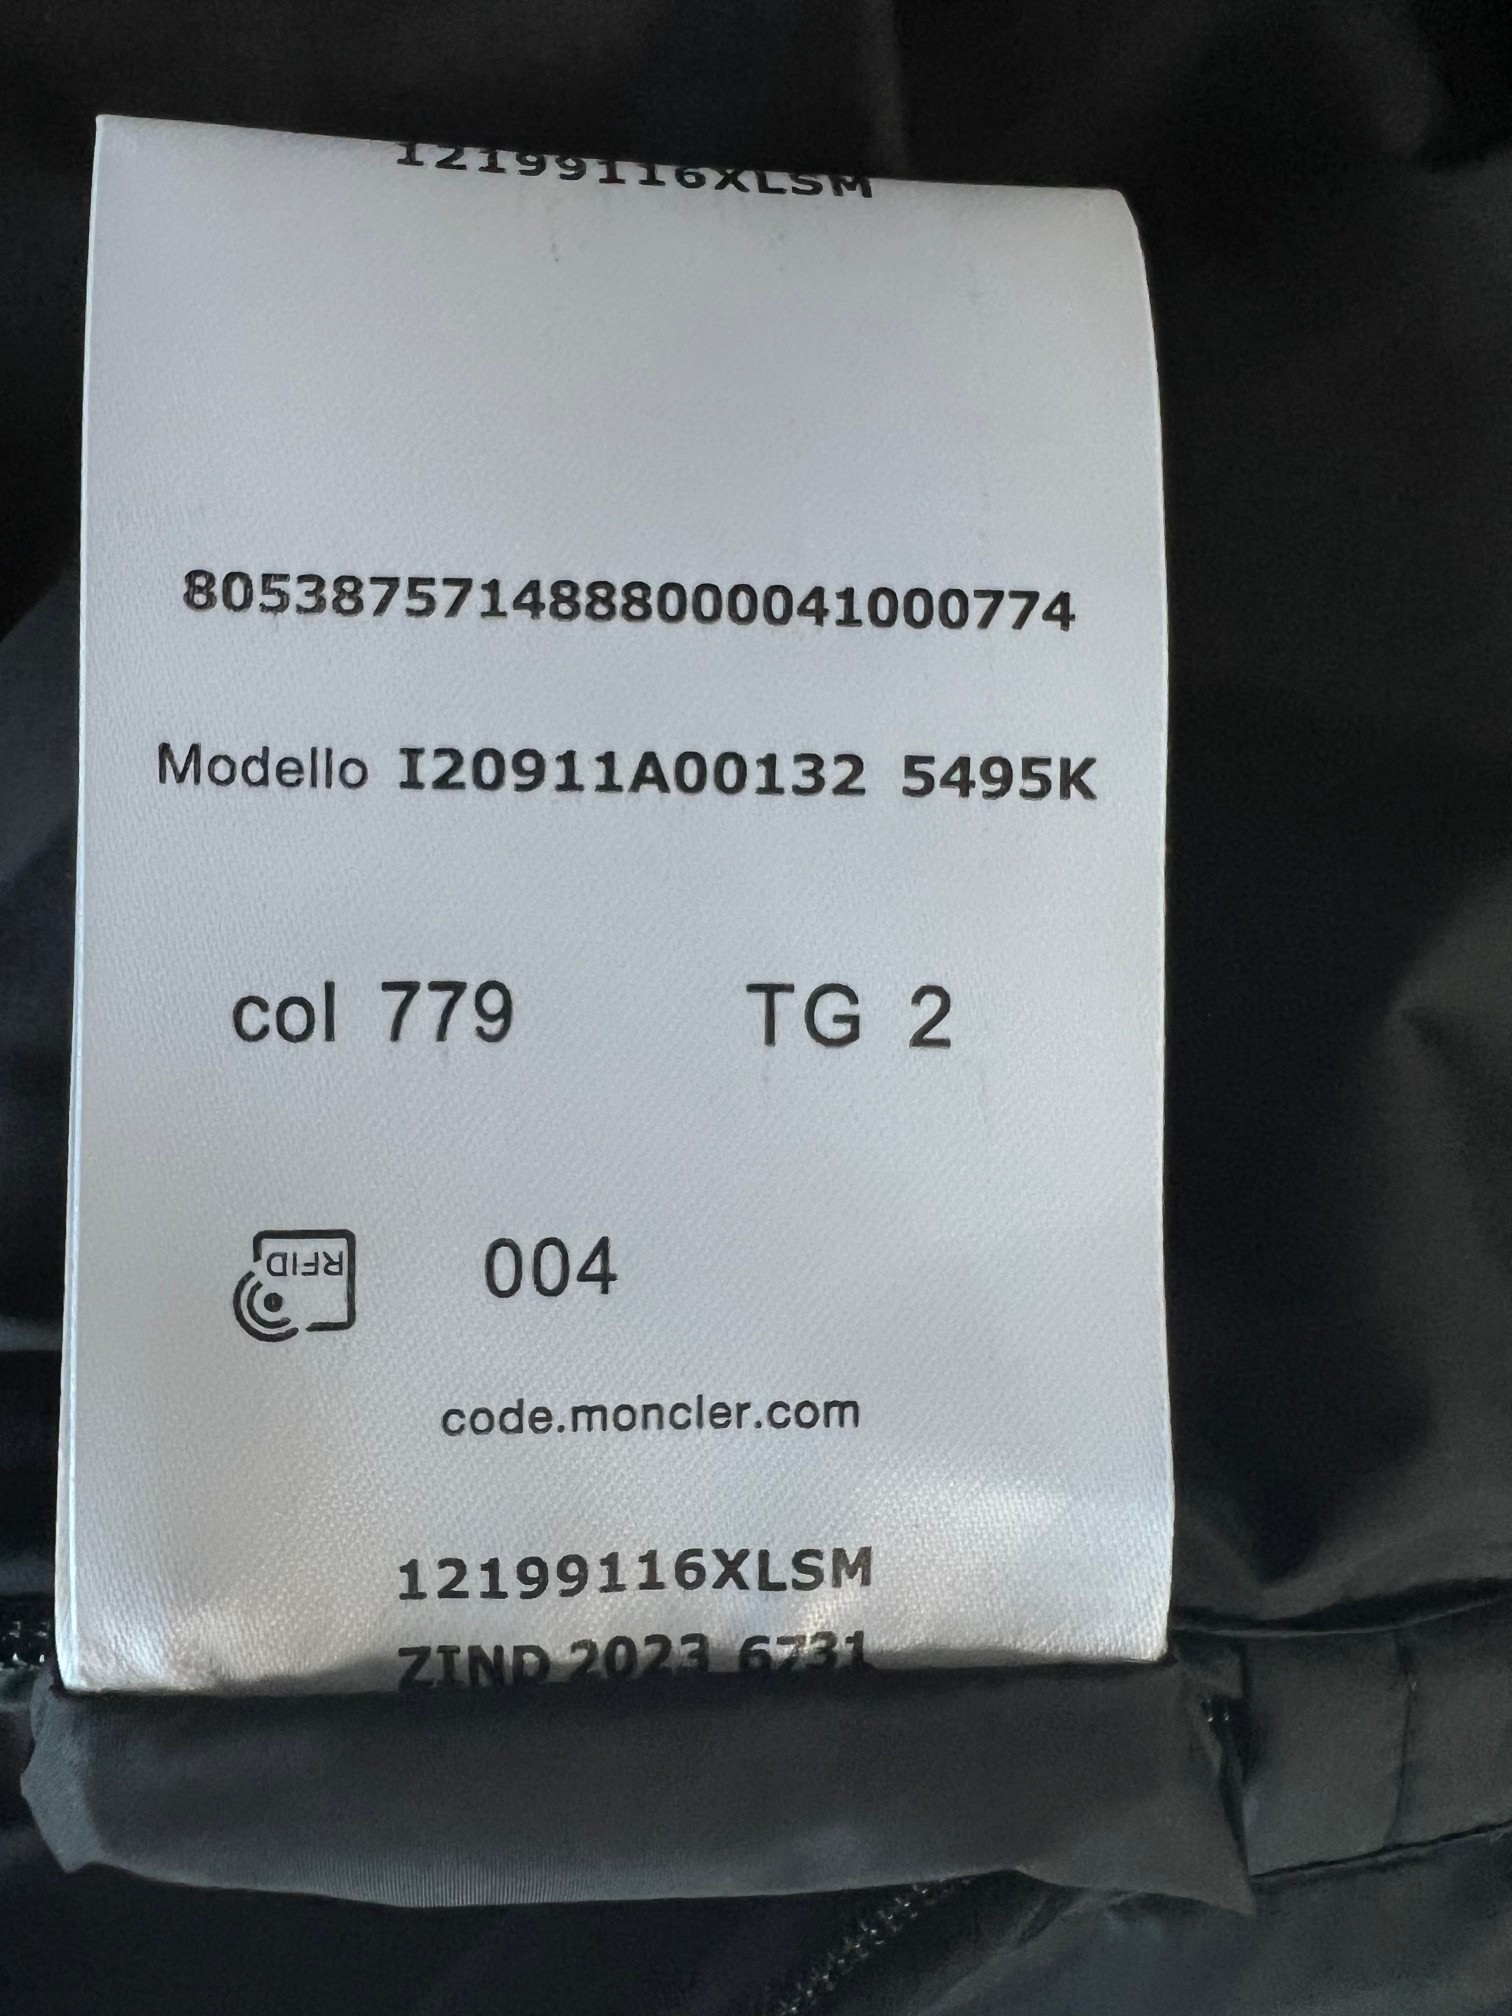 12199116XLSM
8053875714888000041000774
Modello I20911A00132 5495K
col 779 TG 2
RFID 004
code.moncler.com
12199116XLSM
ZIND 2023 6731